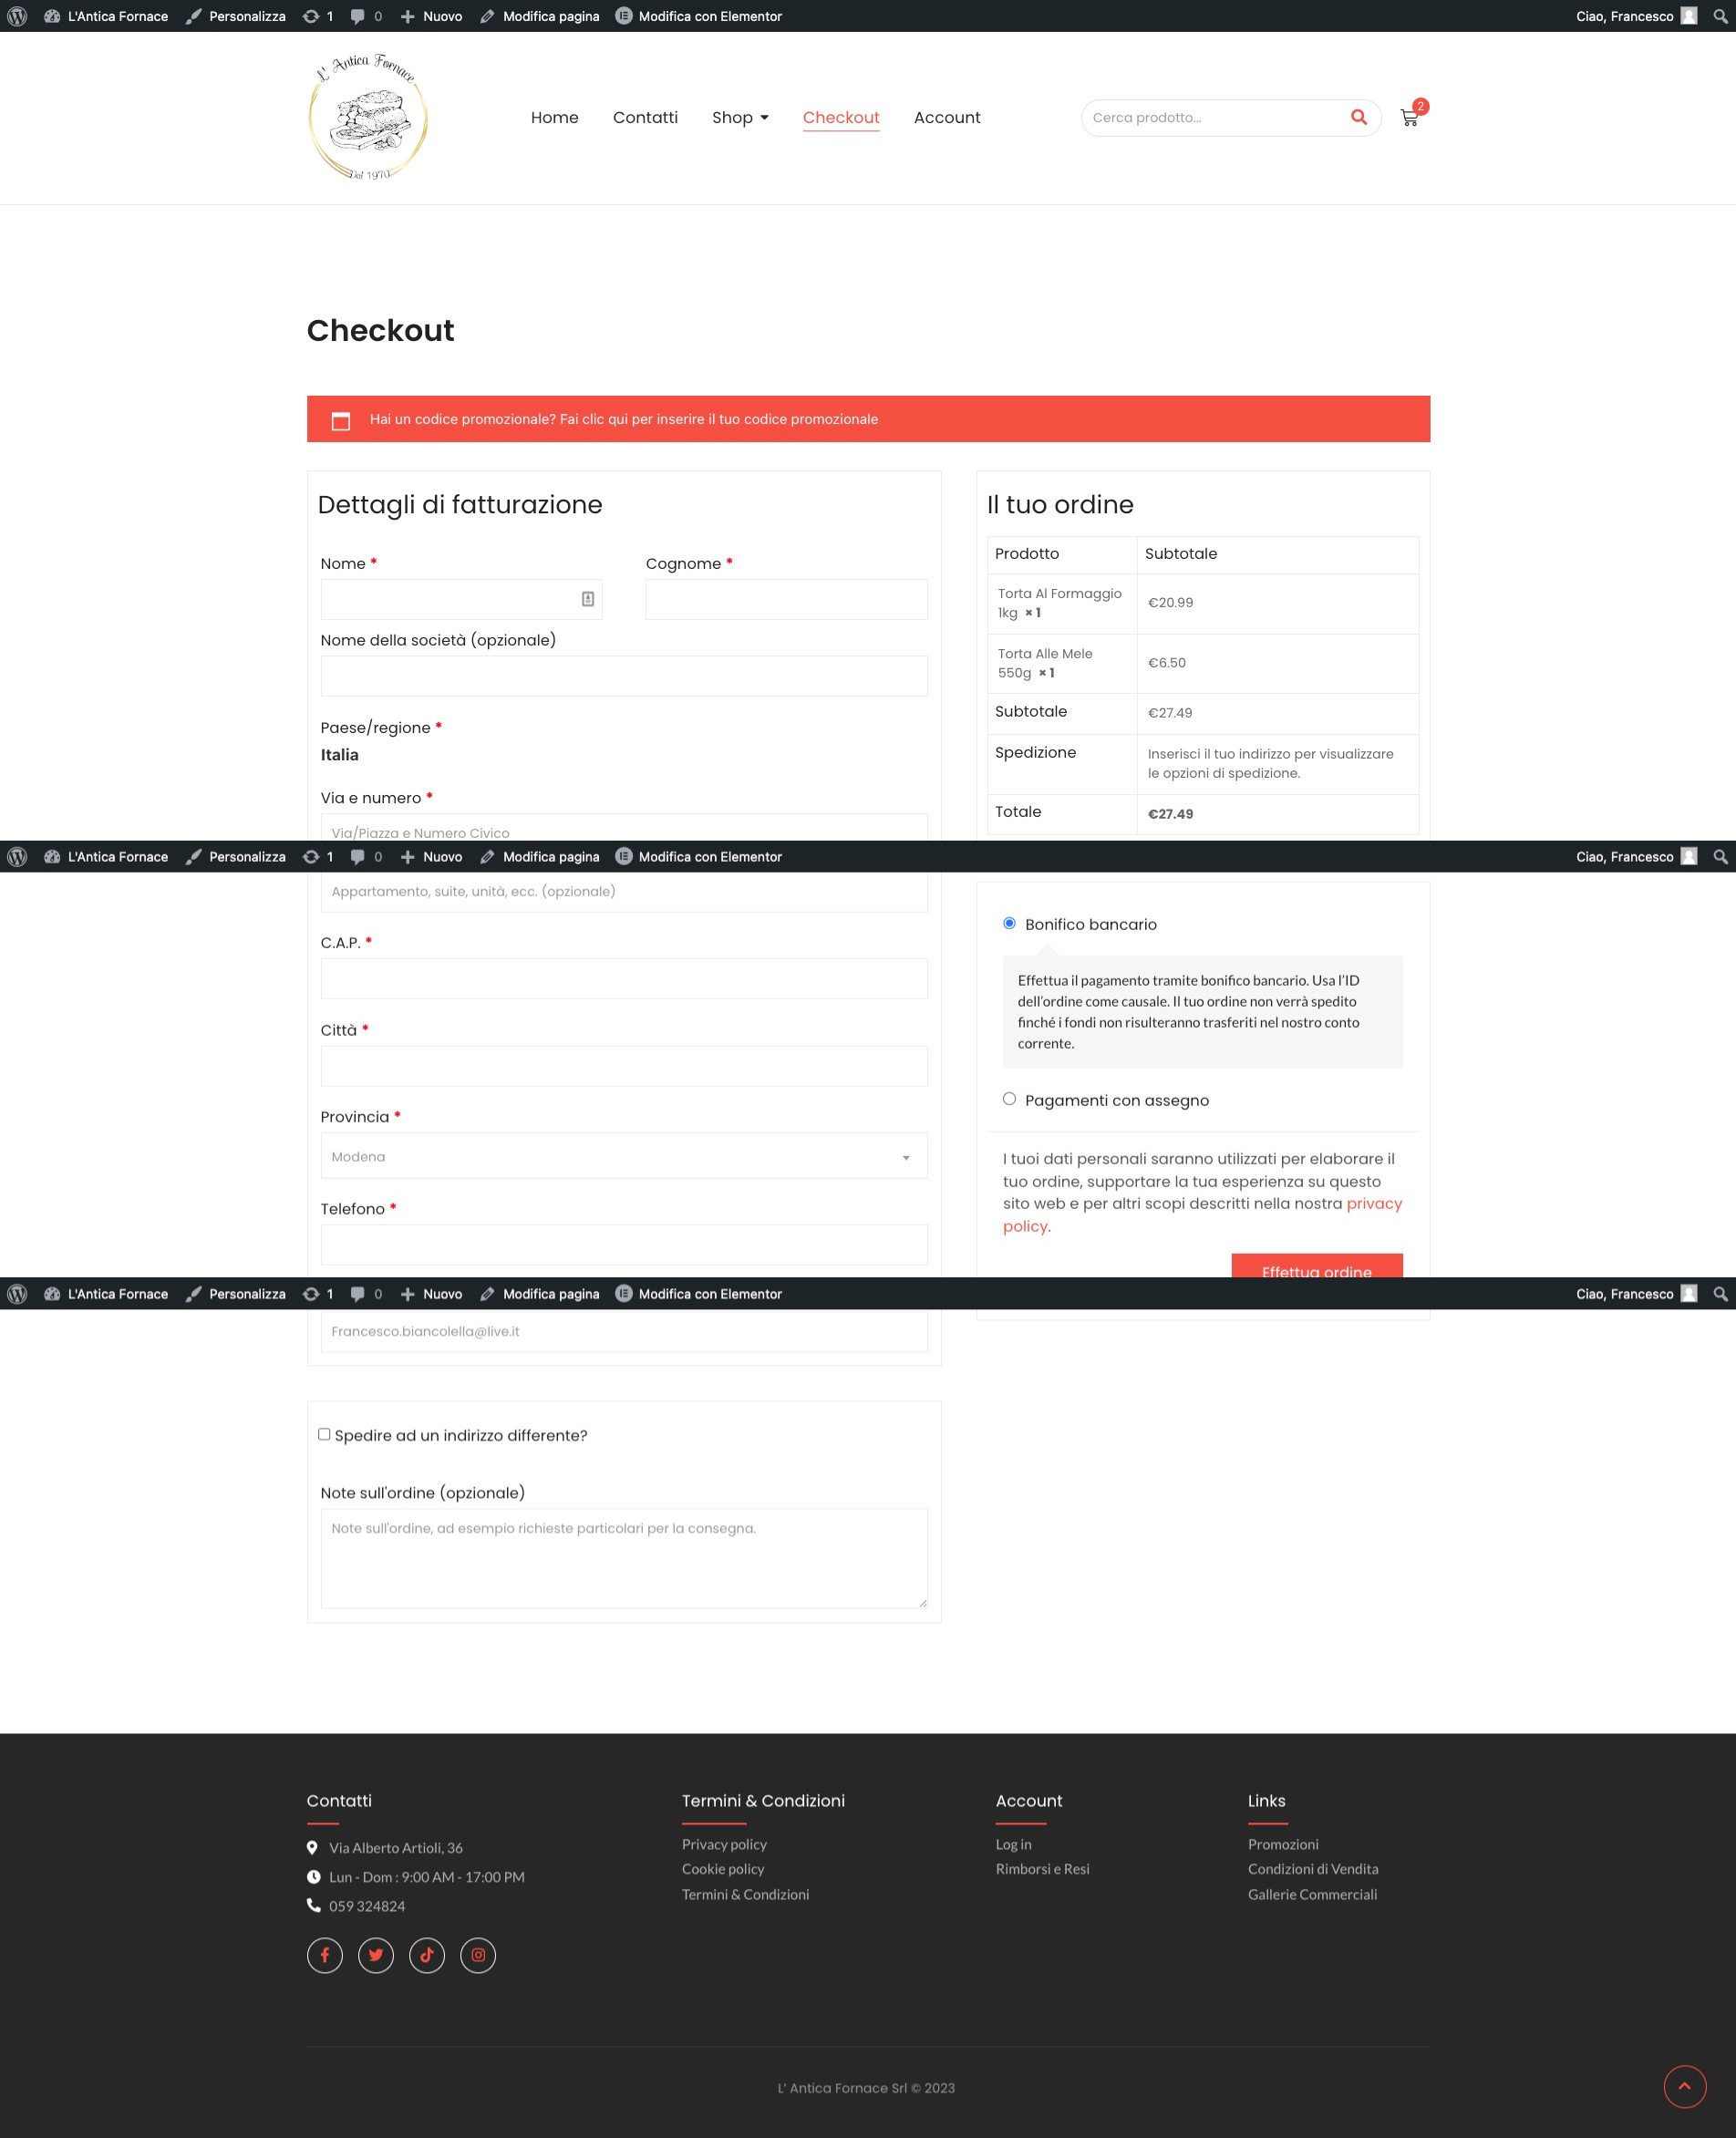 L'Antica Fornace Personalizza 1 0 Nuovo Modifica pagina Modifica con Elementor Ciao, Francesco
L' Antica Fornace
Dal 1970
Home Contatti Shop Checkout Account
Cerca prodotto...
2
Checkout
Hai un codice promozionale? Fai clic qui per inserire il tuo codice promozionale
Dettagli di fatturazione
Nome *
Cognome *
Nome della società (opzionale)
Paese/regione *
Italia
Via e numero *
Via/Piazza e Numero Civico
Il tuo ordine
Prodotto Subtotale
Torta Al Formaggio
1kg × 1
€20.99
Torta Alle Mele
550g × 1
€6.50
Subtotale €27.49
Spedizione
Inserisci il tuo indirizzo per visualizzare
le opzioni di spedizione.
Totale €27.49
L'Antica Fornace Personalizza 1 0 Nuovo Modifica pagina Modifica con Elementor Ciao, Francesco
Appartamento, suite, unità, ecc. (opzionale)
C.A.P. *
Città *
Provincia *
Modena
Telefono *
Bonifico bancario
Effettua il pagamento tramite bonifico bancario. Usa l'ID
dell'ordine come causale. Il tuo ordine non verrà spedito
finché i fondi non risulteranno trasferiti nel nostro conto
corrente.
Pagamenti con assegno
I tuoi dati personali saranno utilizzati per elaborare il
tuo ordine, supportare la tua esperienza su questo
sito web e per altri scopi descritti nella nostra privacy
policy.
Effettua ordine
L'Antica Fornace Personalizza 1 0 Nuovo Modifica pagina Modifica con Elementor Ciao, Francesco
Francesco.biancolella@live.it
Spedire ad un indirizzo differente?
Note sull'ordine (opzionale)
Note sull'ordine, ad esempio richieste particolari per la consegna.
Contatti
Via Alberto Artioli, 36
Lun - Dom : 9:00 AM - 17:00 PM
059 324824
Termini & Condizioni
Privacy policy
Cookie policy
Termini & Condizioni
Account
Log in
Rimborsi e Resi
Links
Promozioni
Condizioni di Vendita
Gallerie Commerciali
L' Antica Fornace Srl © 2023